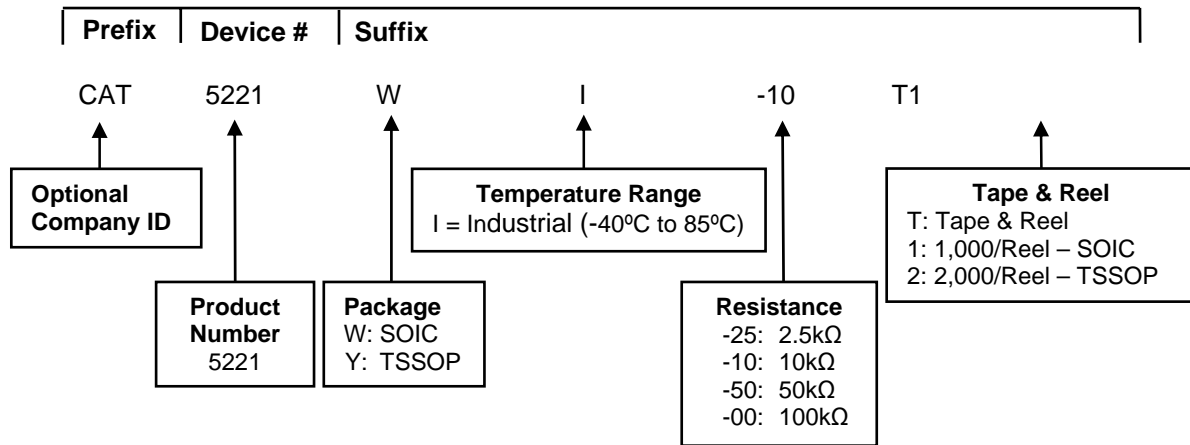 Prefix Device # Suffix
CAT 5221 W I -10 T1
Optional
Company ID
Temperature Range
I = Industrial (-40ºC to 85ºC)
Tape & Reel
T: Tape & Reel
1: 1,000/Reel – SOIC
2: 2,000/Reel – TSSOP
Product
Number
5221
Package
W: SOIC
Y: TSSOP
Resistance
-25: 2.5kΩ
-10: 10kΩ
-50: 50kΩ
-00: 100kΩ